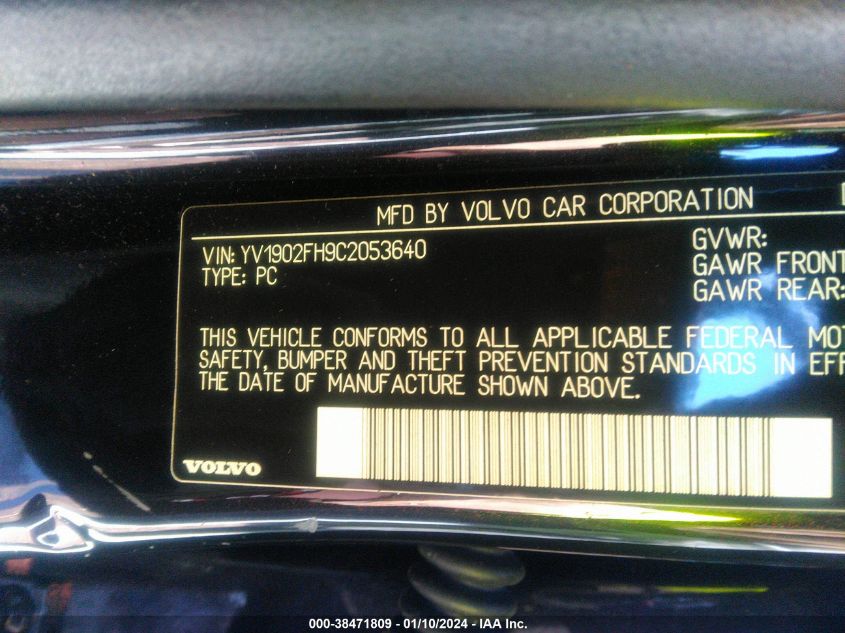 MFD BY VOLVO CAR CORPORATION
VIN: YV1902FH9C2053640
TYPE: PC
GVWR:
GAWR FRONT
GAWR REAR:
THIS VEHICLE CONFORMS TO ALL APPLICABLE FEDERAL MOT
SAFETY, BUMPER AND THEFT PREVENTION STANDARDS IN EFF
THE DATE OF MANUFACTURE SHOWN ABOVE.
VOLVO
000-38471809 - 01/10/2024 - IAA Inc.